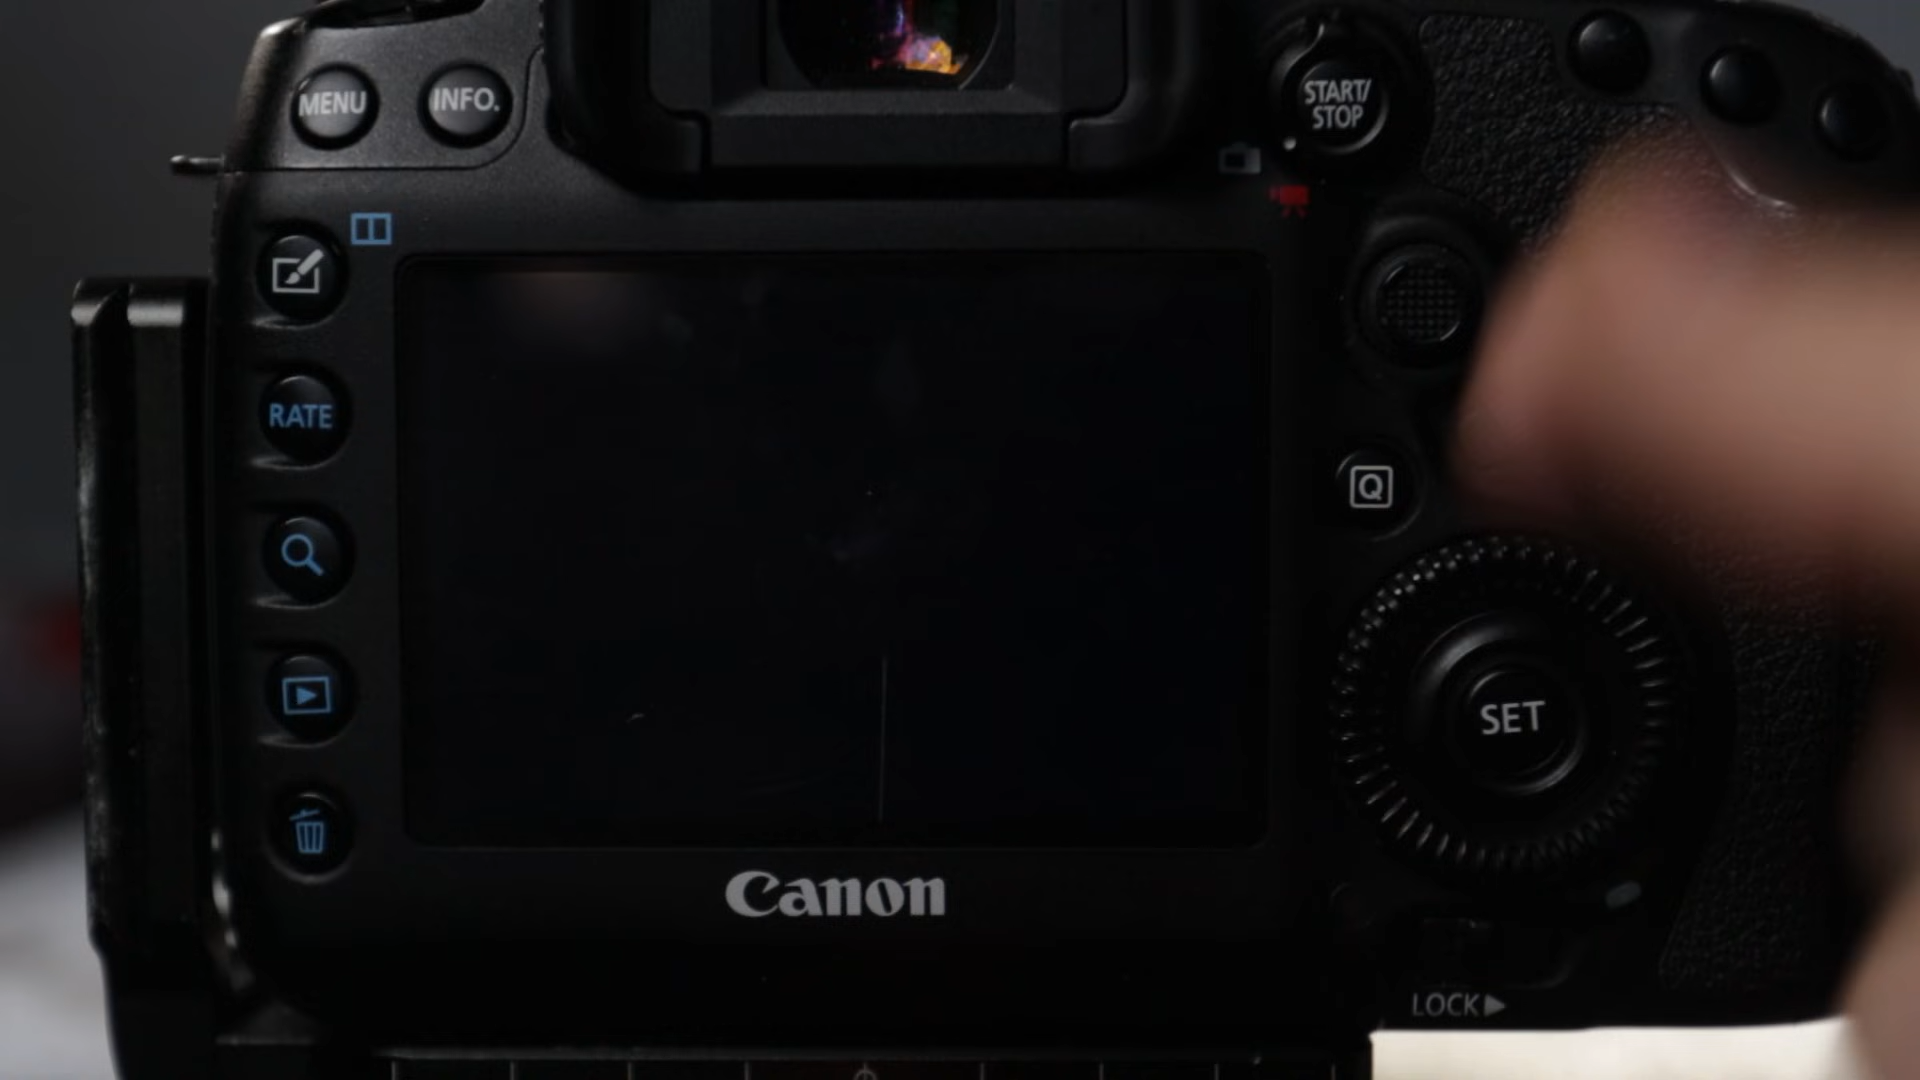 MENU
INFO.
START/
STOP
RATE
Q
SET
Canon
LOCK